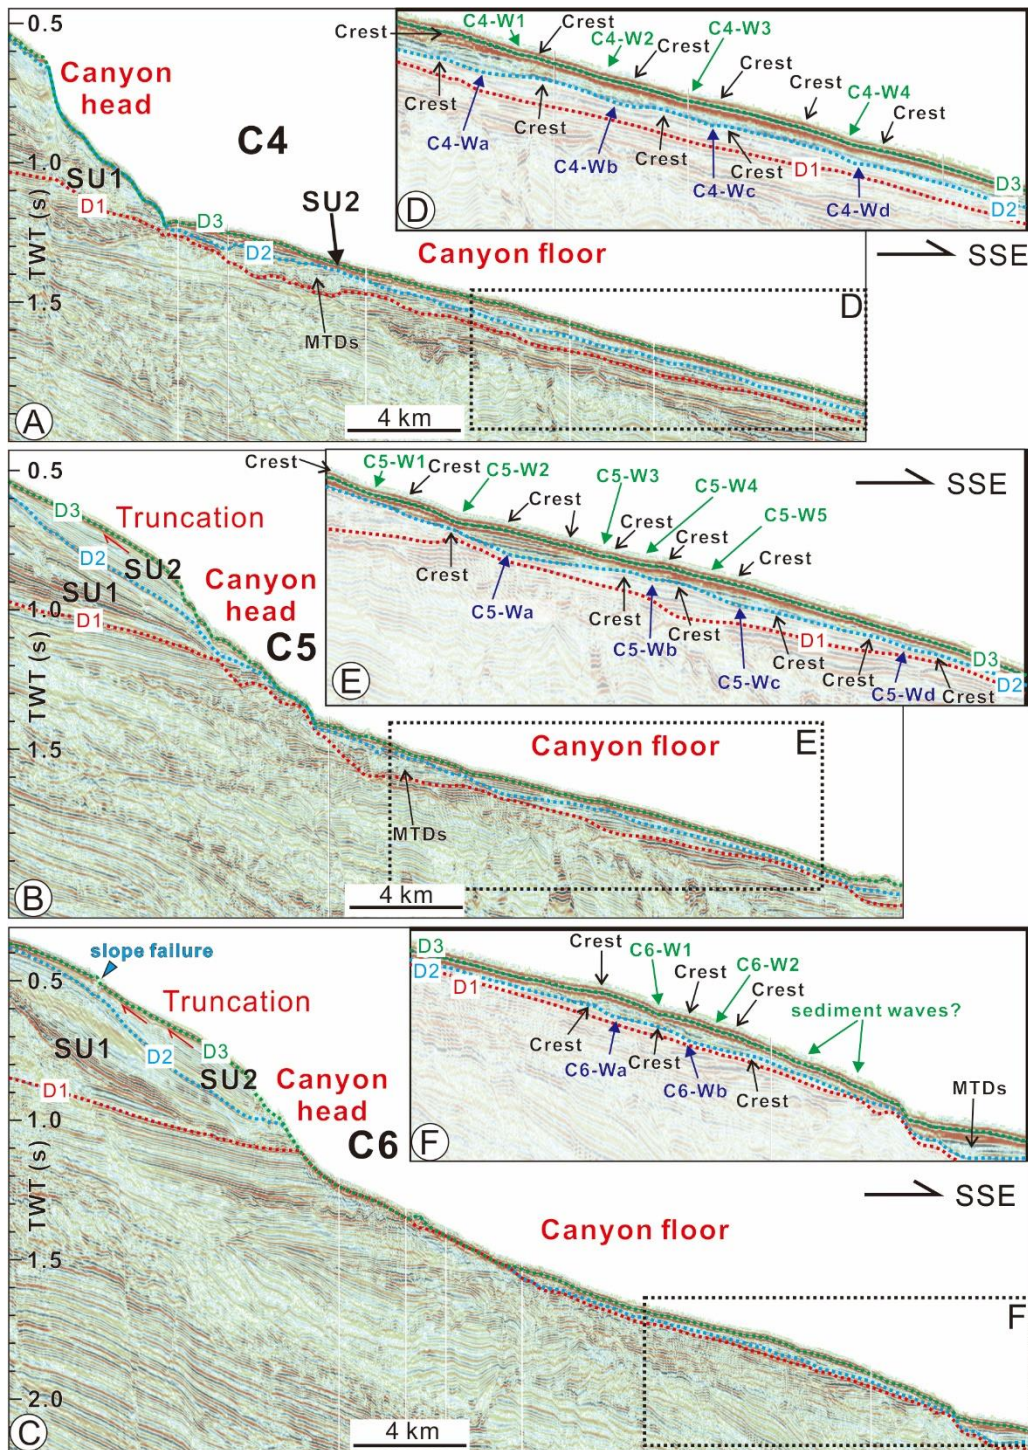 0.5
Canyon
head
C4
1.0
SU1
D1
TWT (s)
D3
SU2
D2
Canyon floor
SSE
1.5
MTDs
D
4 km
A
Crest
C4-W1
Crest
C4-W2
Crest
C4-W3
Crest
Crest
C4-W4
Crest
Crest
C4-Wa
Crest
C4-Wb
Crest
C4-Wc
Crest
D1
C4-Wd
D3
D2
D
0.5
D3
Truncation
D2
SU2
SU1
Canyon
head
1.0
D1
C5
TWT (s)
1.5
Canyon floor
E
MTDs
4 km
B
Crest
C5-W1
Crest
C5-W2
Crest
C5-W3
Crest
C5-W4
Crest
C5-W5
Crest
SSE
Crest
C5-Wa
Crest
C5-Wb
Crest
C5-Wc
D1
Crest
Crest
C5-Wd
Crest
D3
D2
E
slope failure
0.5
Truncation
SU1
D2
D3
SU2
D1
Canyon
head
1.0
C6
TWT (s)
SSE
Canyon floor
1.5
F
2.0
4 km
C
D3
D2
D1
Crest
C6-W1
Crest
C6-W2
Crest
sediment waves?
Crest
C6-Wa
Crest
C6-Wb
Crest
MTDs
F